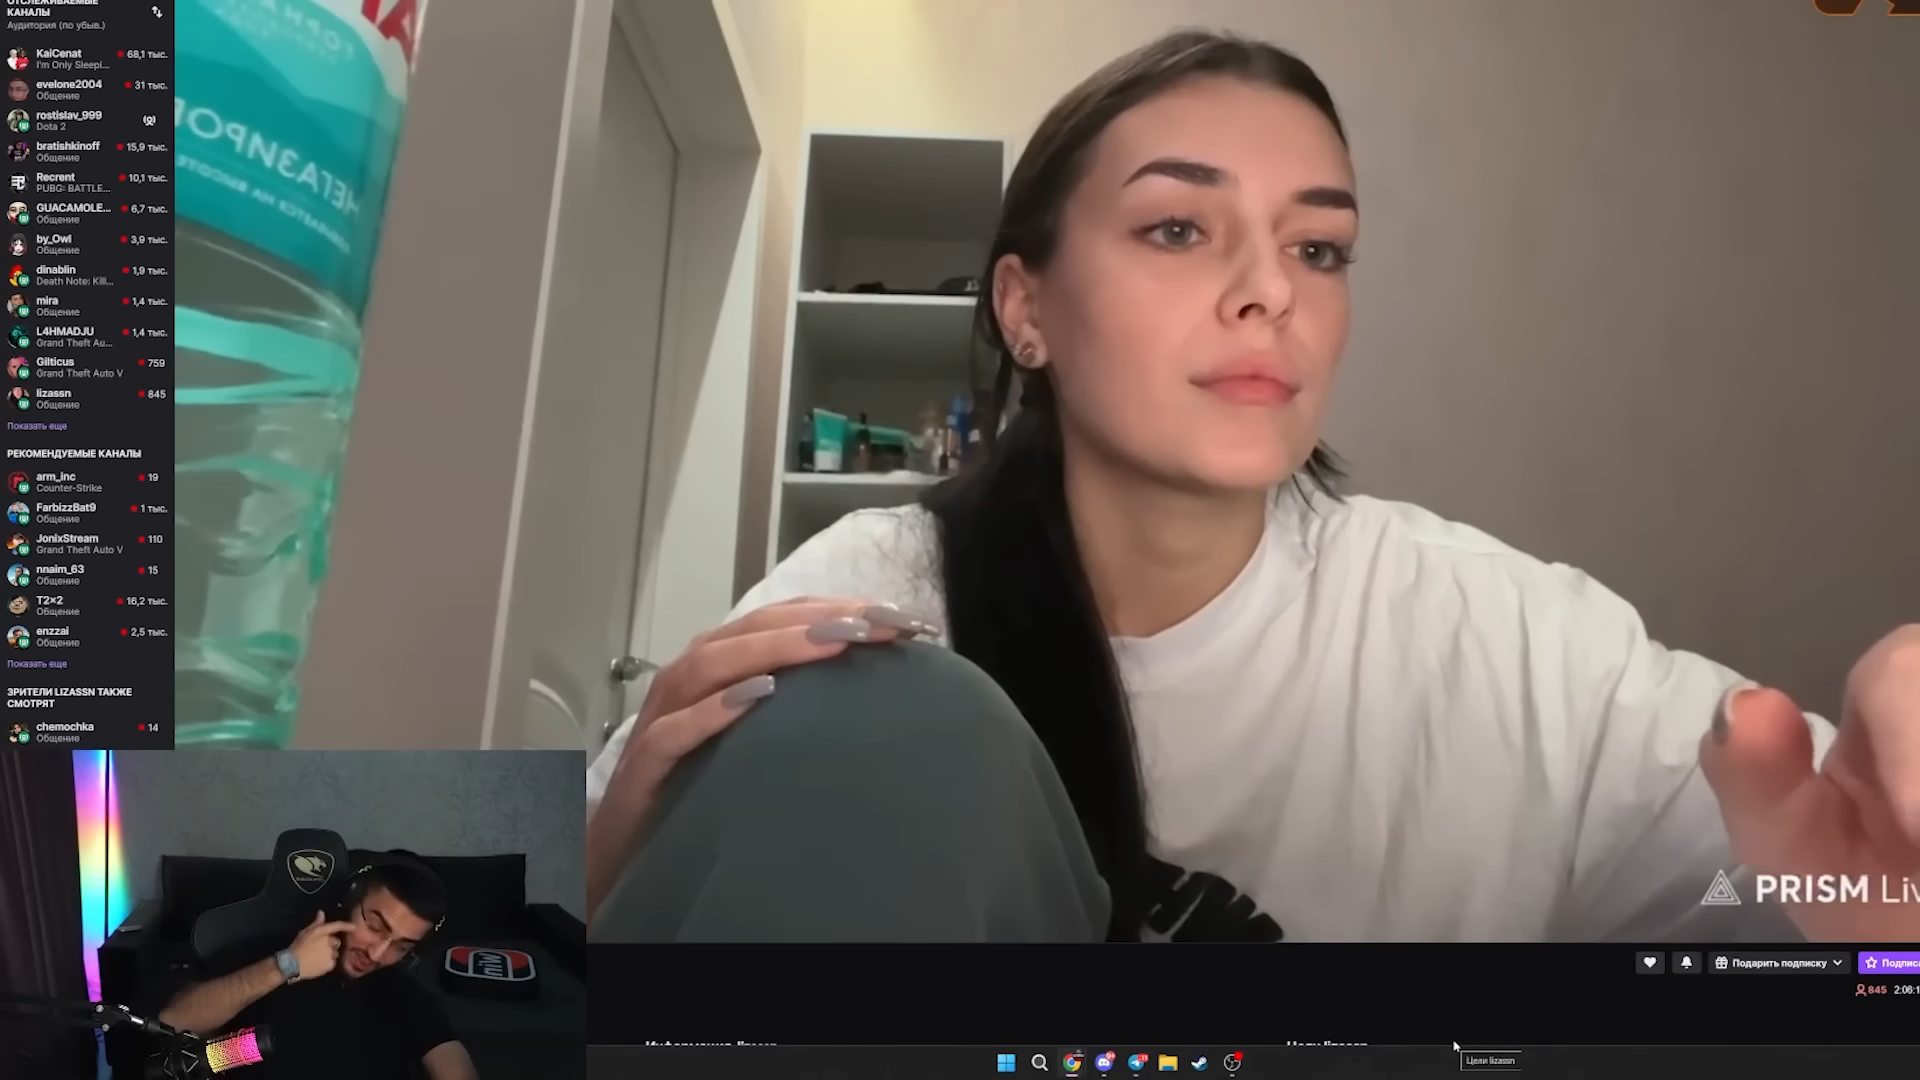 ОТСЛЕЖИВАЕМЫЕ
КАНАЛЫ
Аудитория (по убыв.)
KaiCenat 68,1 тыс.
I'm Only Sleepi...
evelone2004 31 тыс.
Общение
rostislav_999
Dota 2
bratishkinoff 15,9 тыс.
Общение
Recrent 10,1 тыс.
PUBG: BATTLE...
GUACAMOLE... 6,7 тыс.
Общение
by_Owl 3,9 тыс.
Общение
dinablin 1,9 тыс.
Death Note: Kill...
mira 1,4 тыс.
Общение
L4HMADJU 1,4 тыс.
Grand Theft Au...
Gilticus 759
Grand Theft Auto V
lizassn 845
Общение
Показать еще
РЕКОМЕНДУЕМЫЕ КАНАЛЫ
arm_inc 19
Counter-Strike
FarbizzBat9 1 тыс.
Общение
JonixStream 110
Grand Theft Auto V
nnaim_63 15
Общение
T2x2 16,2 тыс.
Общение
enzzai 2,5 тыс.
Общение
Показать еще
ЗРИТЕЛИ LIZASSN ТАКЖЕ
СМОТРЯТ
chemochka 14
Общение
НЕГАЗИРО
PRISM Liv
Подарить подписку
Подписа
845 2:06:1
Цели lizassn